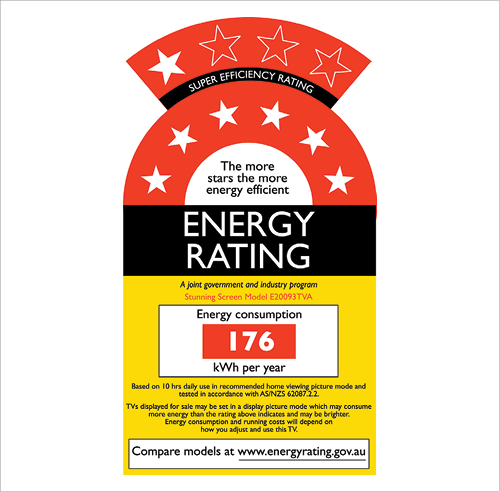 SUPER EFFICIENCY RATING
The more
stars the more
energy efficient
ENERGY
RATING
A joint government and industry program
Stunning Screen Model E20093TVA
Energy consumption
176
kWh per year
Based on 10 hrs daily use in recommended home viewing picture mode and
tested in accordance with AS/NZS 62087.2.2.
TVs displayed for sale may be set in a display picture mode which may consume
more energy than the rating above indicates and may be brighter.
Energy consumption and running costs will depend on
how you adjust and use this TV.
Compare models at www.energyrating.gov.au